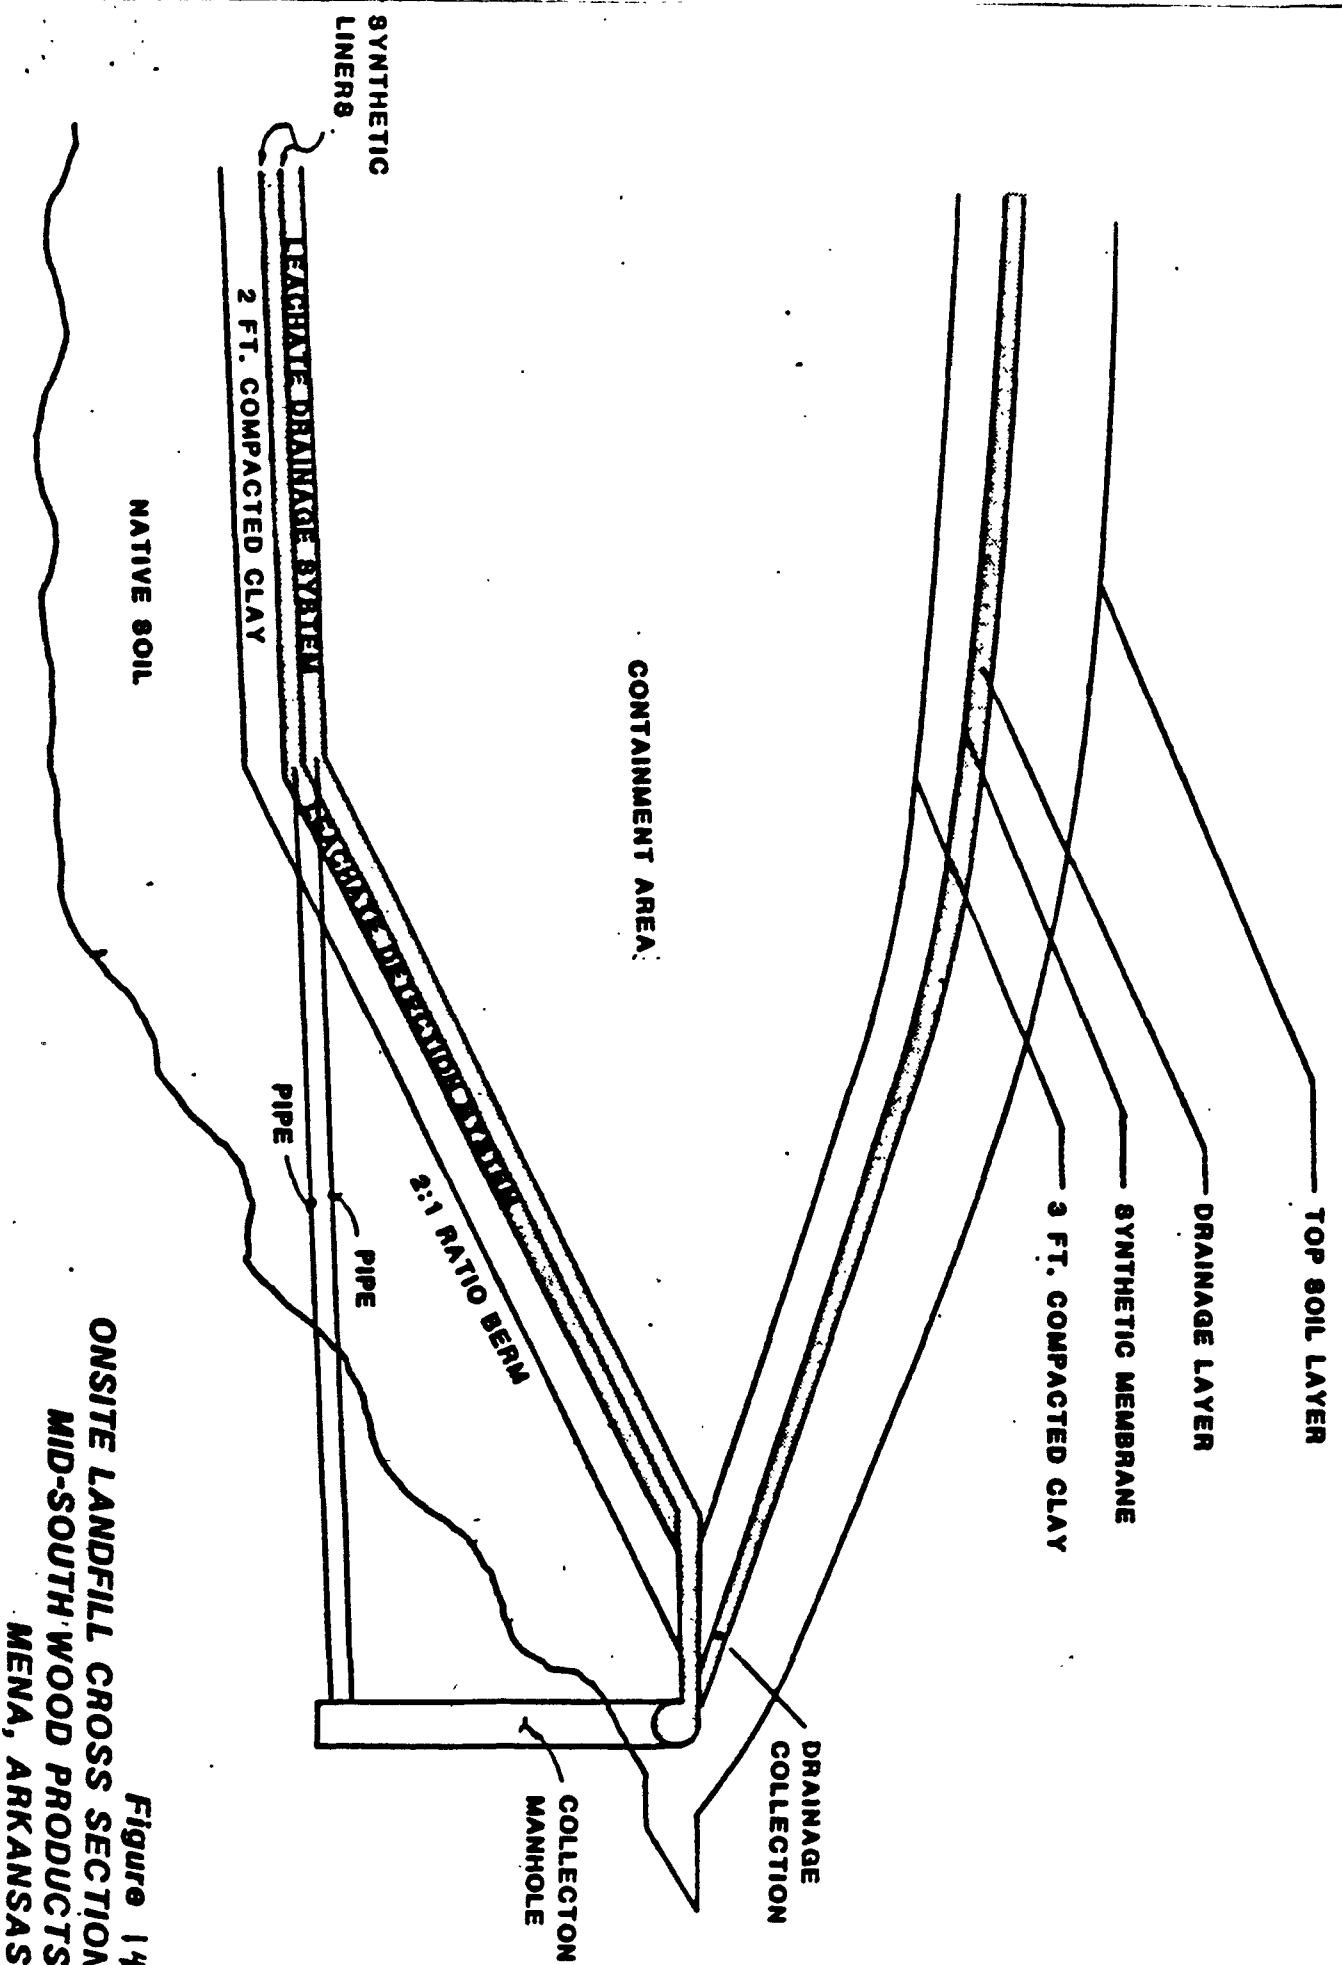 TOP SOIL LAYER
DRAINAGE LAYER
SYNTHETIC MEMBRANE
3 FT. COMPACTED CLAY
DRAINAGE
COLLECTION
CONTAINMENT AREA
SYNTHETIC
LINERS
LEACHATE DRAINAGE SYSTEM
LEACHATE DETECTION SYSTEM
2 FT. COMPACTED CLAY
2:1 RATIO BERM
PIPE
PIPE
COLLECTON
MANHOLE
NATIVE SOIL
Figure 14
ONSITE LANDFILL CROSS SECTION
MID-SOUTH WOOD PRODUCTS
MENA, ARKANSAS